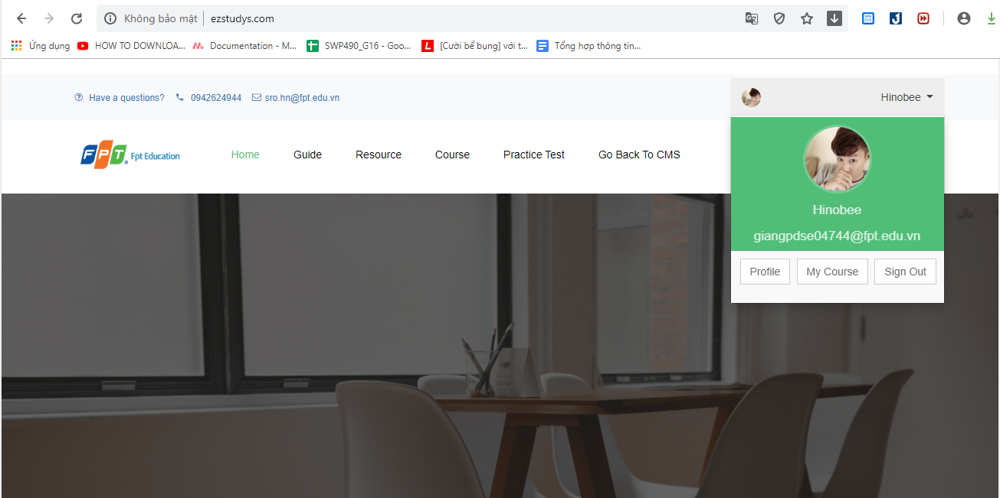 Không bảo mật ezstudys.com
Ứng dụng HOW TO DOWNLOA... Documentation - M... SWP490_G16 - Goo... [Cười bể bụng] với t... Tổng hợp thông tin...
Have a questions? 0942624944 sro.hn@fpt.edu.vn
Hinobee
FPT Fpt Education Home Guide Resource Course Practice Test Go Back To CMS
Hinobee
giangpdse04744@fpt.edu.vn
Profile My Course Sign Out